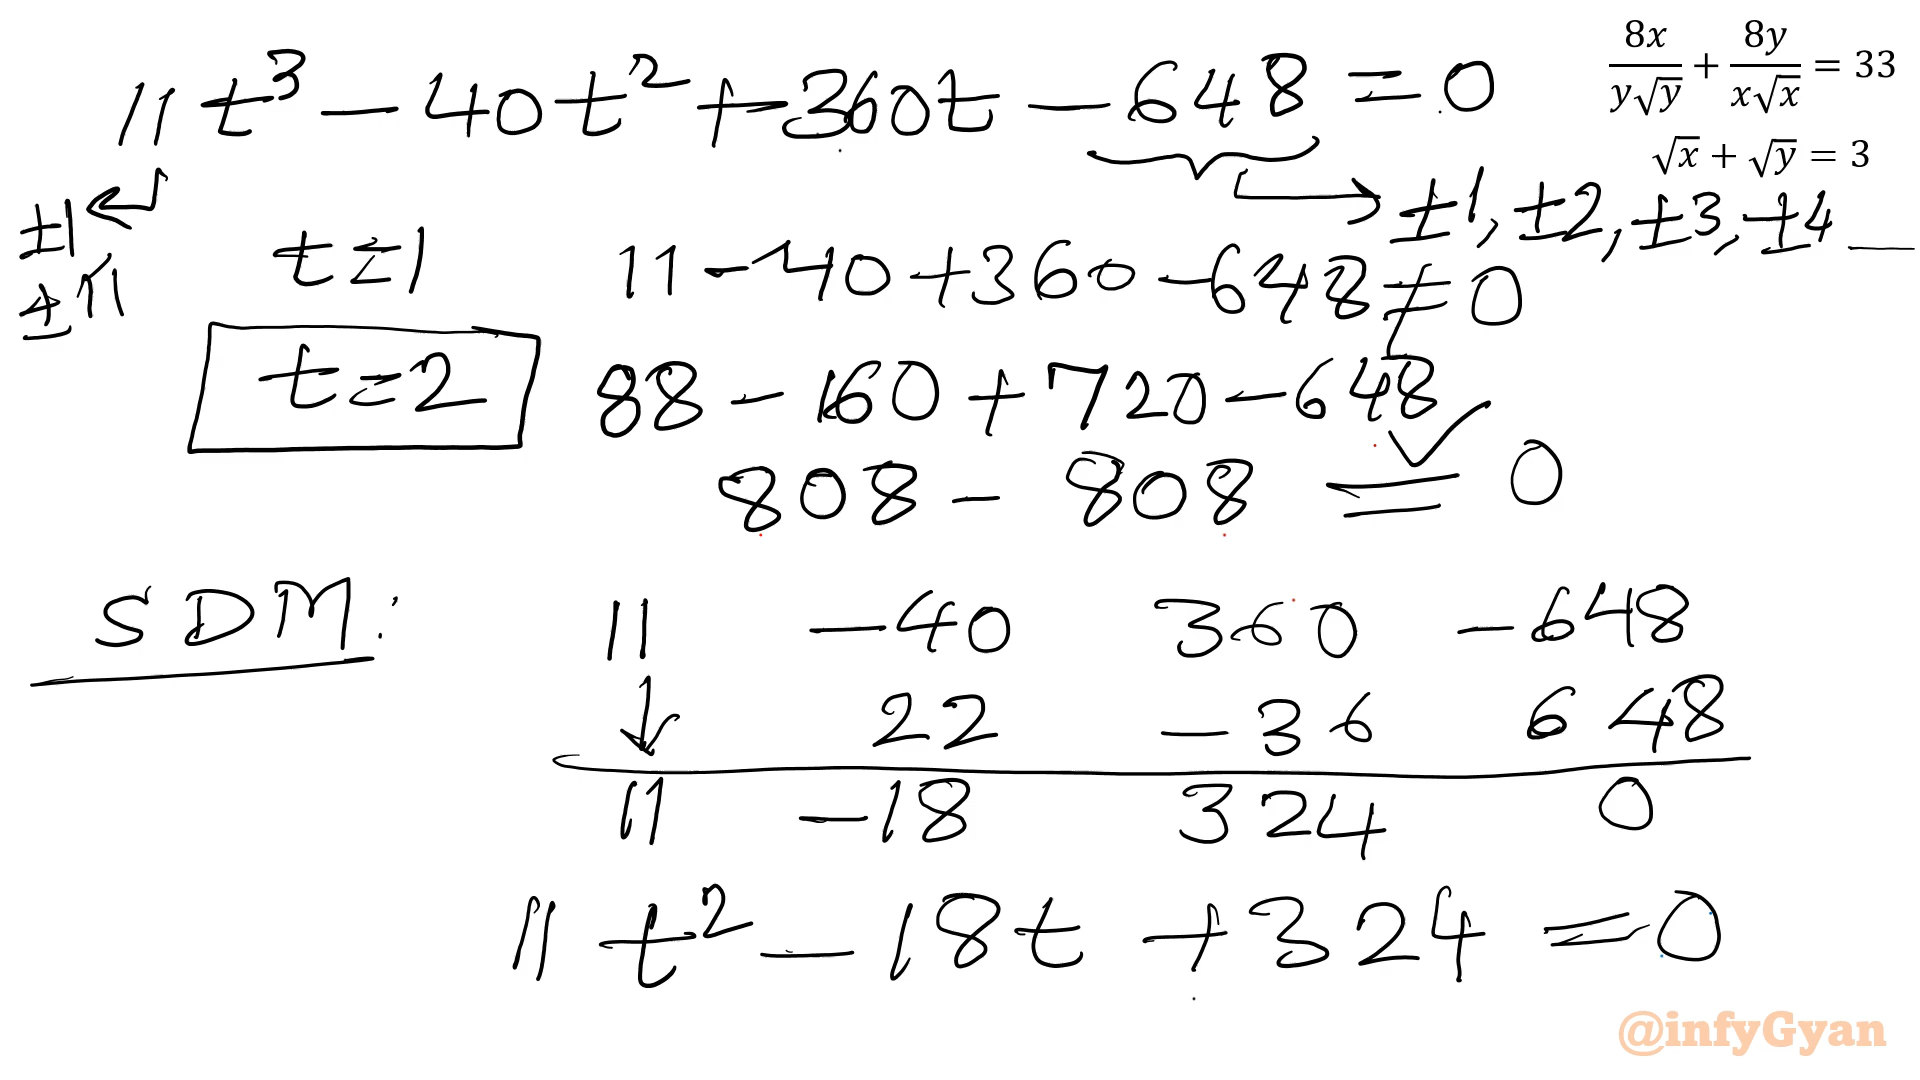 11t³ - 40t² + 360t - 648 = 0
8x/(y√y) + 8y/(x√x) = 33
√x + √y = 3
±1
±11
±1, ±2, ±3, ±4 __
t=1 11 - 40 + 360 - 648 ≠ 0
t=2 88 - 160 + 720 - 648
808 - 808 = 0
SDM: 11 -40 360 -648
↓ 22 -36 648
11 -18 324 0
11t² - 18t + 324 = 0
@infyGyan